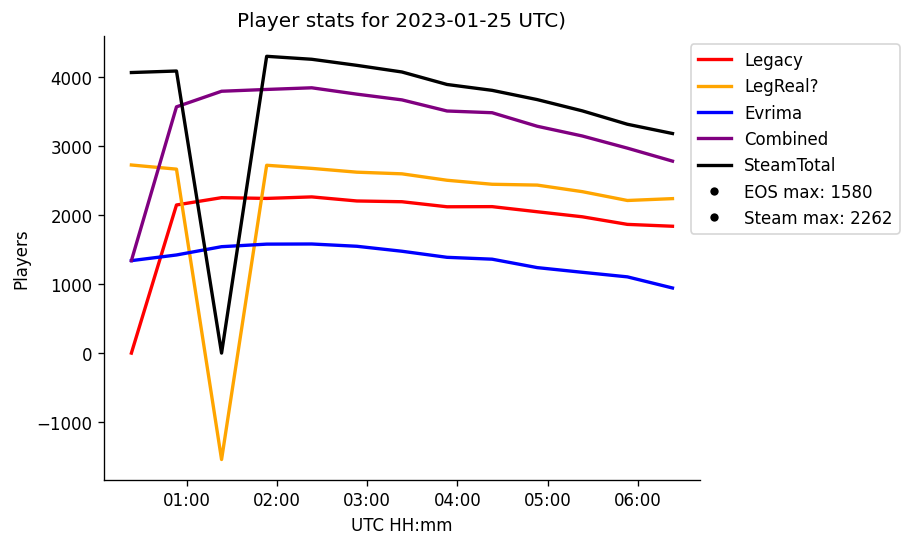 Player stats for 2023-01-25 UTC)
Legacy
LegReal?
Evrima
Combined
SteamTotal
EOS max: 1580
Steam max: 2262
4000
3000
2000
1000
0
−1000
Players
01:00 02:00 03:00 04:00 05:00 06:00
UTC HH:mm